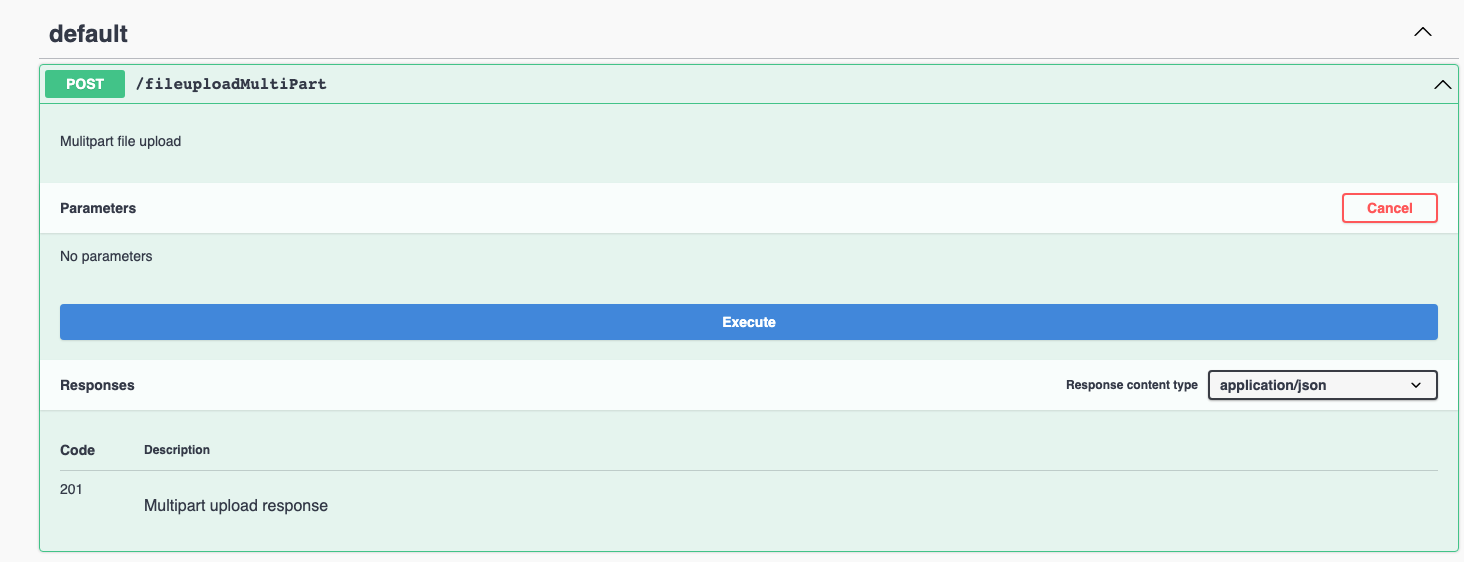 default
POST /fileuploadMultiPart
Mulitpart file upload
Parameters Cancel
No parameters
Execute
Responses Response content type application/json
Code Description
201 Multipart upload response